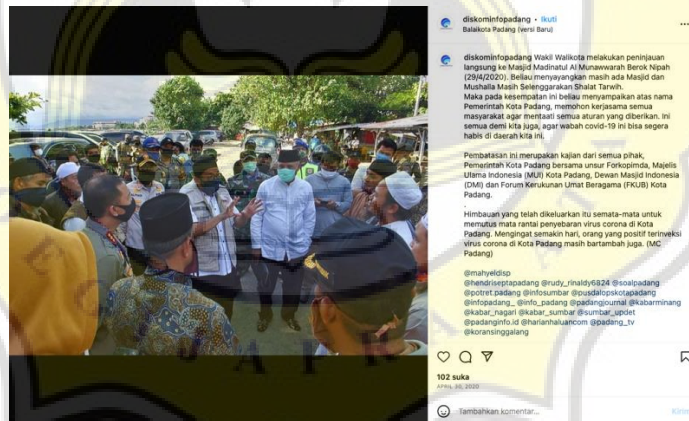 diskominfopadang • Ikuti
Balaikota Padang (versi Baru)
diskominfopadang Wakil Walikota melakukan peninjauan
langsung ke Masjid Madinatul Al Munawwarah Berok Nipah
(29/4/2020). Beliau menyayangkan masih ada Masjid dan
Mushalla Masih Selenggarakan Shalat Tarwih.
Maka pada kesempatan ini beliau menyampaikan atas nama
Pemerintah Kota Padang, memohon kerjasama semua
masyarakat agar mentaati semua aturan yang diberikan. Ini
semua demi kita juga, agar wabah covid-19 ini bisa segera
habis di daerah kita ini.
Pembatasan ini merupakan kajian dari semua pihak,
Pemerintah Kota Padang bersama unsur Forkopimda, Majelis
Utama Indonesia (MUI) Kota Padang, Dewan Masjid Indonesia
(DMI) dan Forum Kerukunan Umat Beragama (FKUB) Kota
Padang.
.
Himbauan yang telah dikeluarkan itu semata-mata untuk
memutus mata rantai penyebaran virus corona di Kota
Padang. Mengingat semakin hari, orang yang positif terinveksi
virus corona di Kota Padang masih bartambah juga. (MC
Padang)
@mahyeldisp
@hendriseptapadang @rudy_rinaldy6824 @soalpadang
@potret.padang @infosumbar @pusdalopskotapadang
@infopadang_ @info_padang @padangjournal @kabarminang
@kabar_nagari @kabar_sumbar @sumbar_updet
@padanginfo.id @harianhaluancom @padang_tv
@koransinggalang
102 suka
APRIL 30, 2020
Tambahkan komentar...